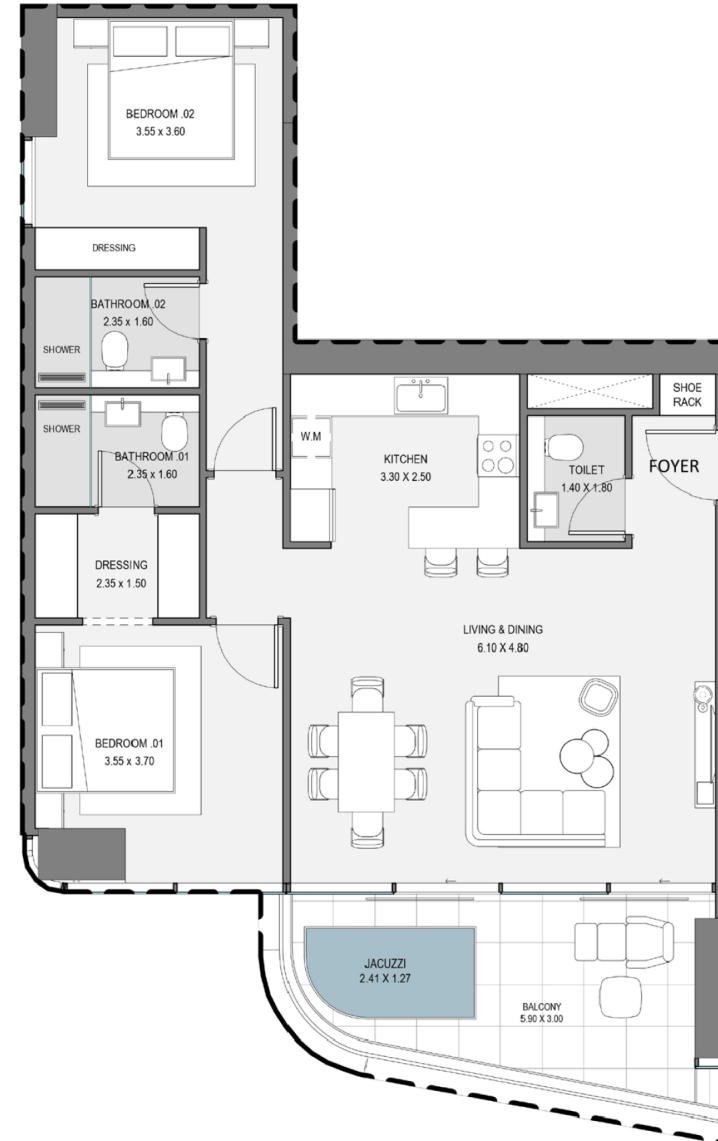 BEDROOM .02
3.55 x 3.60
DRESSING
BATHROOM .02
2.35 x 1.60
SHOWER
SHOWER
BATHROOM .01
2.35 x 1.60
DRESSING
2.35 x 1.50
BEDROOM .01
3.55 x 3.70
W.M
KITCHEN
3.30 X 2.50
SHOE
RACK
TOILET
1.40 X 1.80
FOYER
LIVING & DINING
6.10 X 4.80
JACUZZI
2.41 X 1.27
BALCONY
5.90 X 3.00